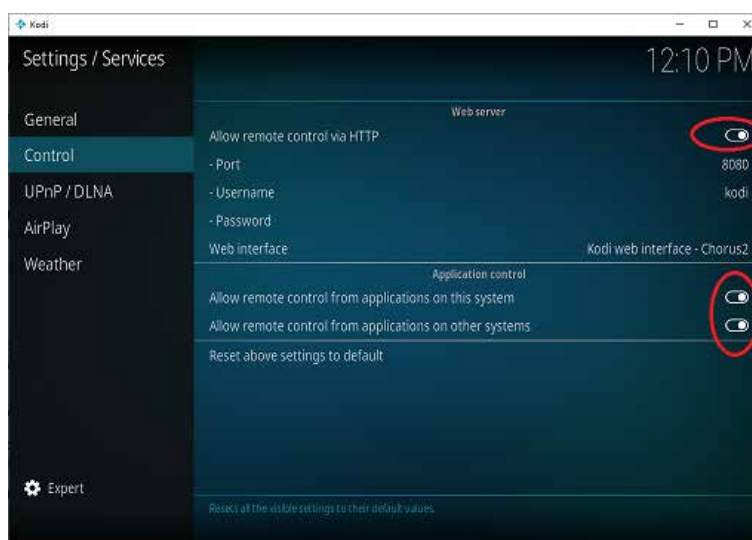 Kodi
Settings / Services
12:10 PM
General
Control
UPnP / DLNA
AirPlay
Weather
Expert
Web server
Allow remote control via HTTP
- Port 8080
- Username kodi
- Password
Web interface Kodi web interface - Chorus2
Application control
Allow remote control from applications on this system
Allow remote control from applications on other systems
Reset above settings to default
Resets all the visible settings to their default values.